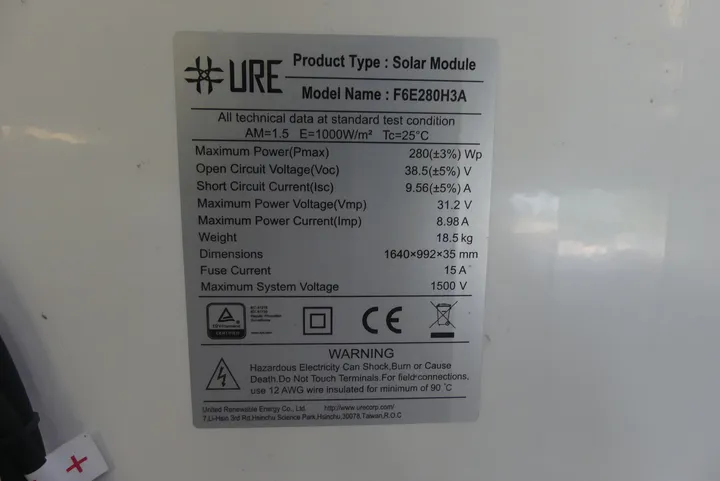 URE
Product Type : Solar Module
Model Name : F6E280H3A
All technical data at standard test condition
AM=1.5 E=1000W/m² Tc=25°C
Maximum Power(Pmax) 280(±3%) Wp
Open Circuit Voltage(Voc) 38.5(±5%) V
Short Circuit Current(Isc) 9.56(±5%) A
Maximum Power Voltage(Vmp) 31.2 V
Maximum Power Current(Imp) 8.98 A
Weight 18.5 kg
Dimensions 1640×992×35 mm
Fuse Current 15 A
Maximum System Voltage 1500 V
CE
WARNING
Hazardous Electricity Can Shock,Burn or Cause
Death.Do Not Touch Terminals.For field connections,
use 12 AWG wire insulated for minimum of 90 °C
United Renewable Energy Co., Ltd. http://www.urecorp.com/
7,Li-Hsin 3rd Rd,Hsinchu Science Park,Hsinchu,30078,Taiwan,R.O.C